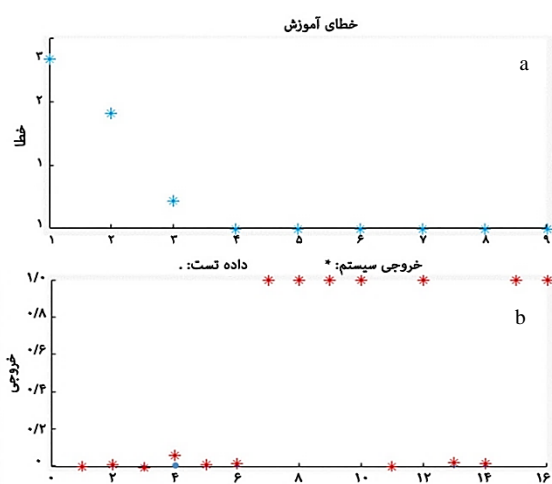 خطای آموزش
a
خطا
۳
۲
۱
۱
۱ ۲ ۳ ۴ ۵ ۶ ۷ ۸ ۹
خروجی سیستم: * داده تست: .
b
خروجی
۱/۰
۰/۸
۰/۶
۰/۴
۰/۲
۰
۰ ۲ ۴ ۶ ۸ ۱۰ ۱۲ ۱۴ ۱۶